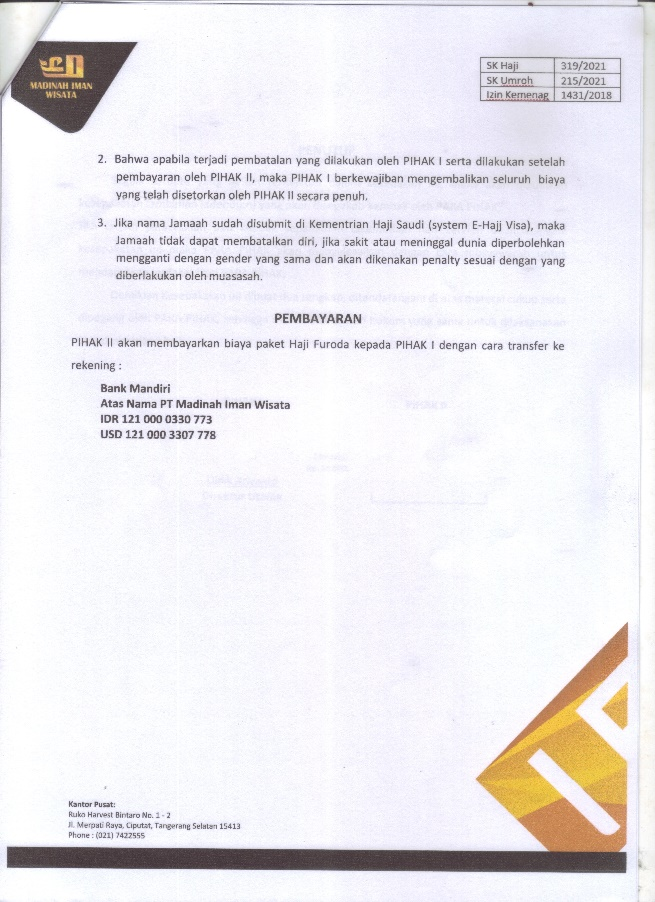 MADINAH IMAN
WISATA
SK Haji 319/2021
SK Umroh 215/2021
Izin Kemenag 1431/2018
2. Bahwa apabila terjadi pembatalan yang dilakukan oleh PIHAK I serta dilakukan setelah
pembayaran oleh PIHAK II, maka PIHAK I berkewajiban mengembalikan seluruh biaya
yang telah disetorkan oleh PIHAK II secara penuh.
3. Jika nama Jamaah sudah disubmit di Kementrian Haji Saudi (system E-Hajj Visa), maka
Jamaah tidak dapat membatalkan diri, jika sakit atau meninggal dunia diperbolehkan
mengganti dengan gender yang sama dan akan dikenakan penalty sesuai dengan yang
diberlakukan oleh muasasah.
PEMBAYARAN
PIHAK II akan membayarkan biaya paket Haji Furoda kepada PIHAK I dengan cara transfer ke
rekening :
Bank Mandiri
Atas Nama PT Madinah Iman Wisata
IDR 121 000 0330 773
USD 121 000 3307 778
Kantor Pusat:
Ruko Harvest Bintaro No. 1 - 2
Jl. Merpati Raya, Ciputat, Tangerang Selatan 15413
Phone : (021) 7422555